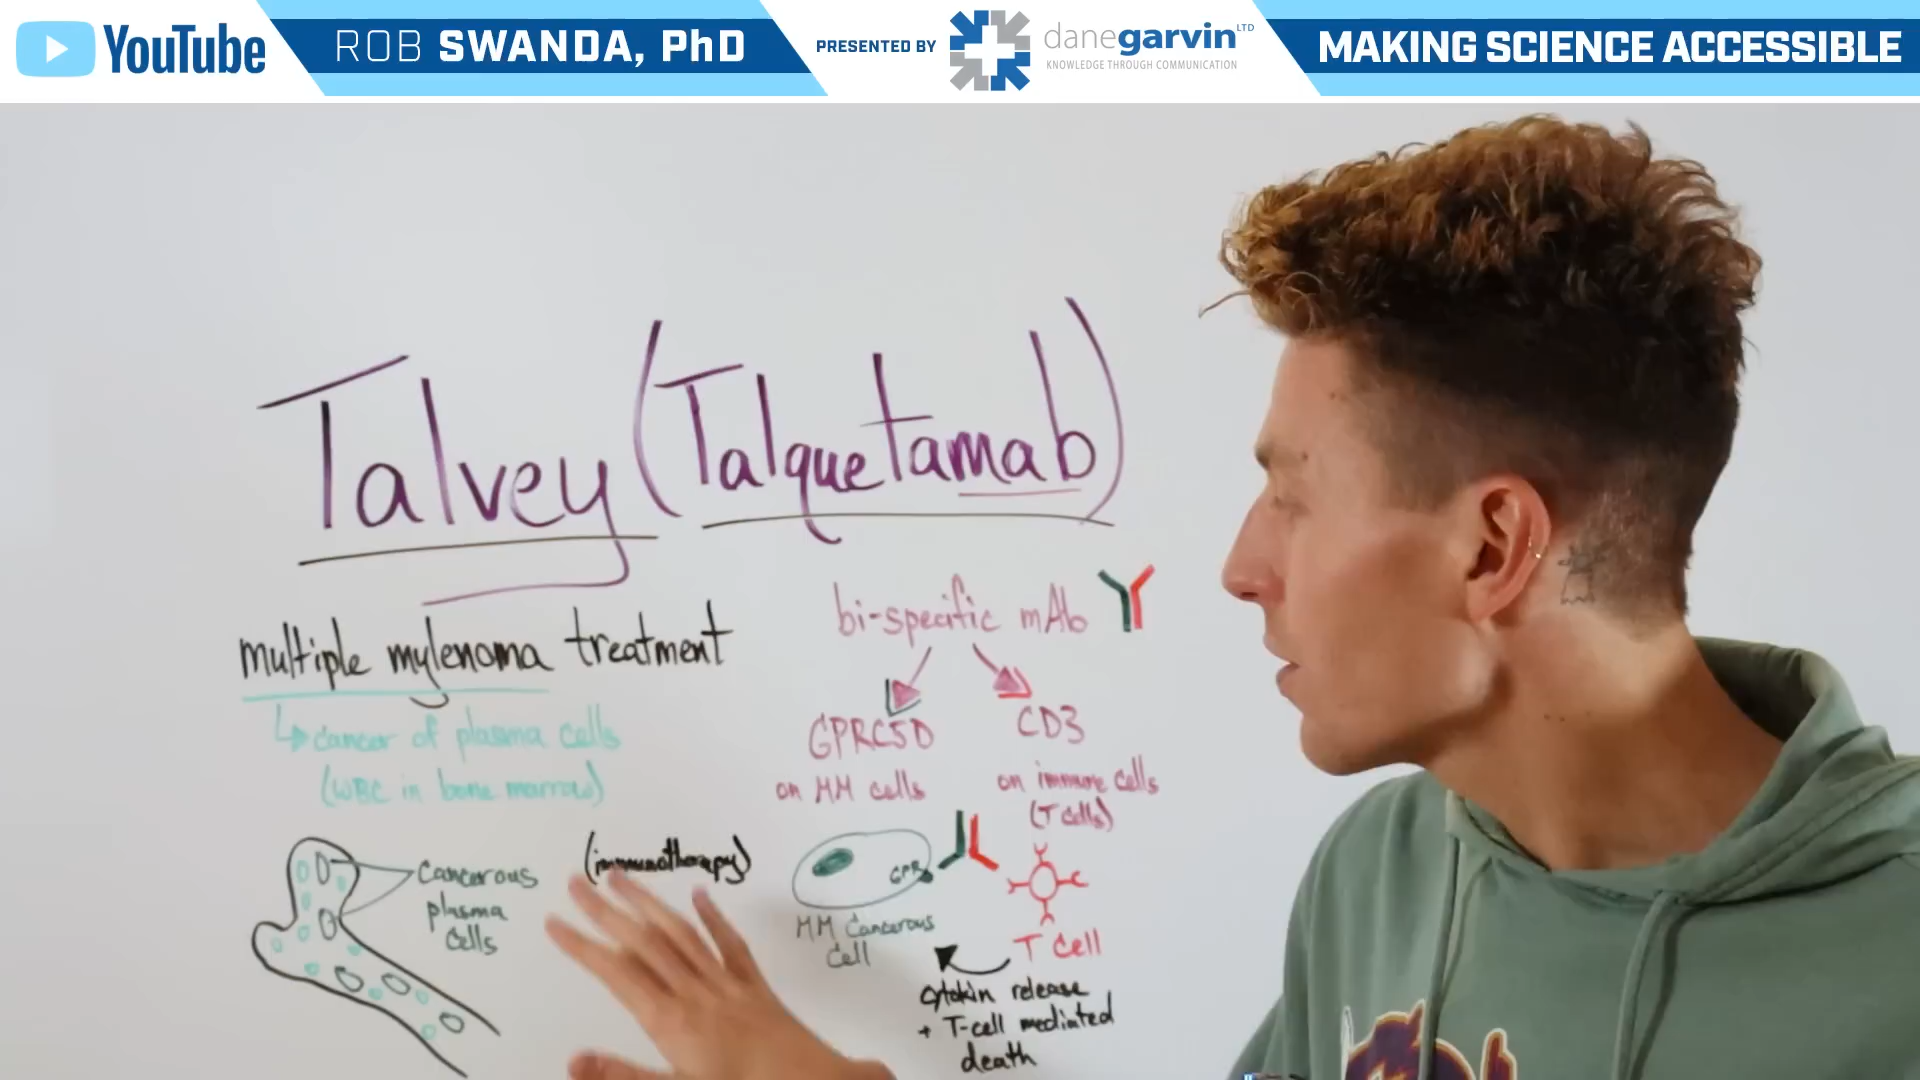 YouTube
ROB SWANDA, PhD
PRESENTED BY
danegarvin LTD
KNOWLEDGE THROUGH COMMUNICATION
MAKING SCIENCE ACCESSIBLE
Talvey (Talquetamab)
multiple mylenoma treatment
cancer of plasma cells
(WBC in bone marrow)
Cancerous
plasma
cells
(immunotherapy)
bi-specific mAb
GPRC5D
on MM cells
CD3
on immune cells
(T cells)
GPR
MM Cancerous
Cell
T cell
cytokin release
+ T-cell mediated
death